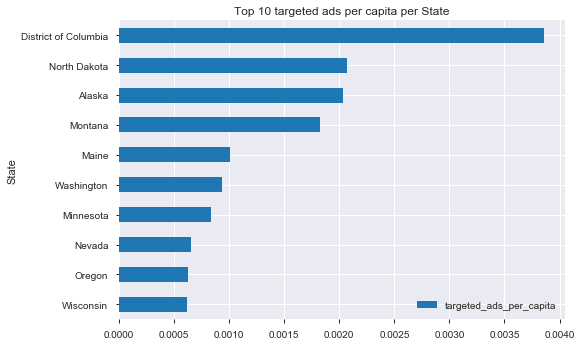 Top 10 targeted ads per capita per State
State
District of Columbia
North Dakota
Alaska
Montana
Maine
Washington
Minnesota
Nevada
Oregon
Wisconsin
targeted_ads_per_capita
0.0000 0.0005 0.0010 0.0015 0.0020 0.0025 0.0030 0.0035 0.0040